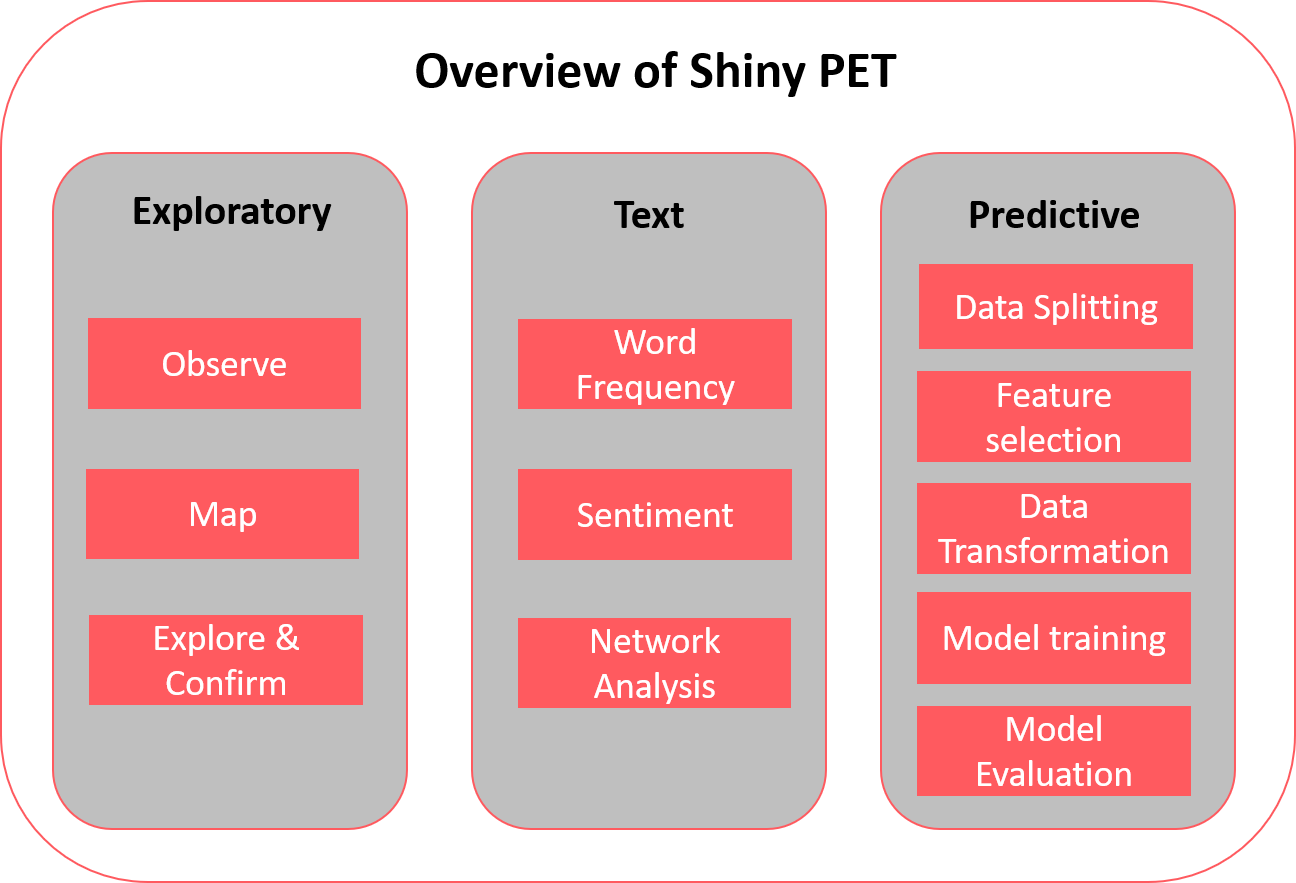 Overview of Shiny PET
Exploratory
Observe
Map
Explore &
Confirm
Text
Word
Frequency
Sentiment
Network
Analysis
Predictive
Data Splitting
Feature
selection
Data
Transformation
Model training
Model
Evaluation